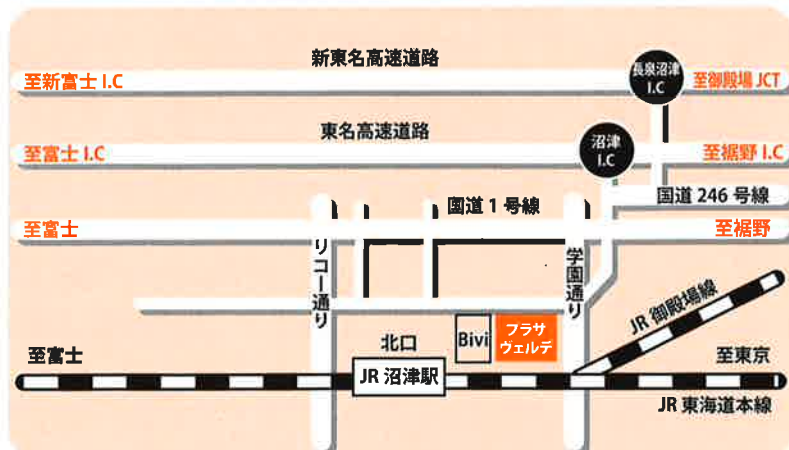 新東名高速道路
長泉沼津
I.C
至新富士 I.C
至御殿場 JCT
東名高速道路
沼津
I.C
至富士 I.C
至裾野 I.C
国道 246 号線
国道 1 号線
至富士
至裾野
リコー通り
学園通り
JR 御殿場線
北口
Bivi
プラサ
ヴェルデ
至富士
至東京
JR 沼津駅
JR 東海道本線